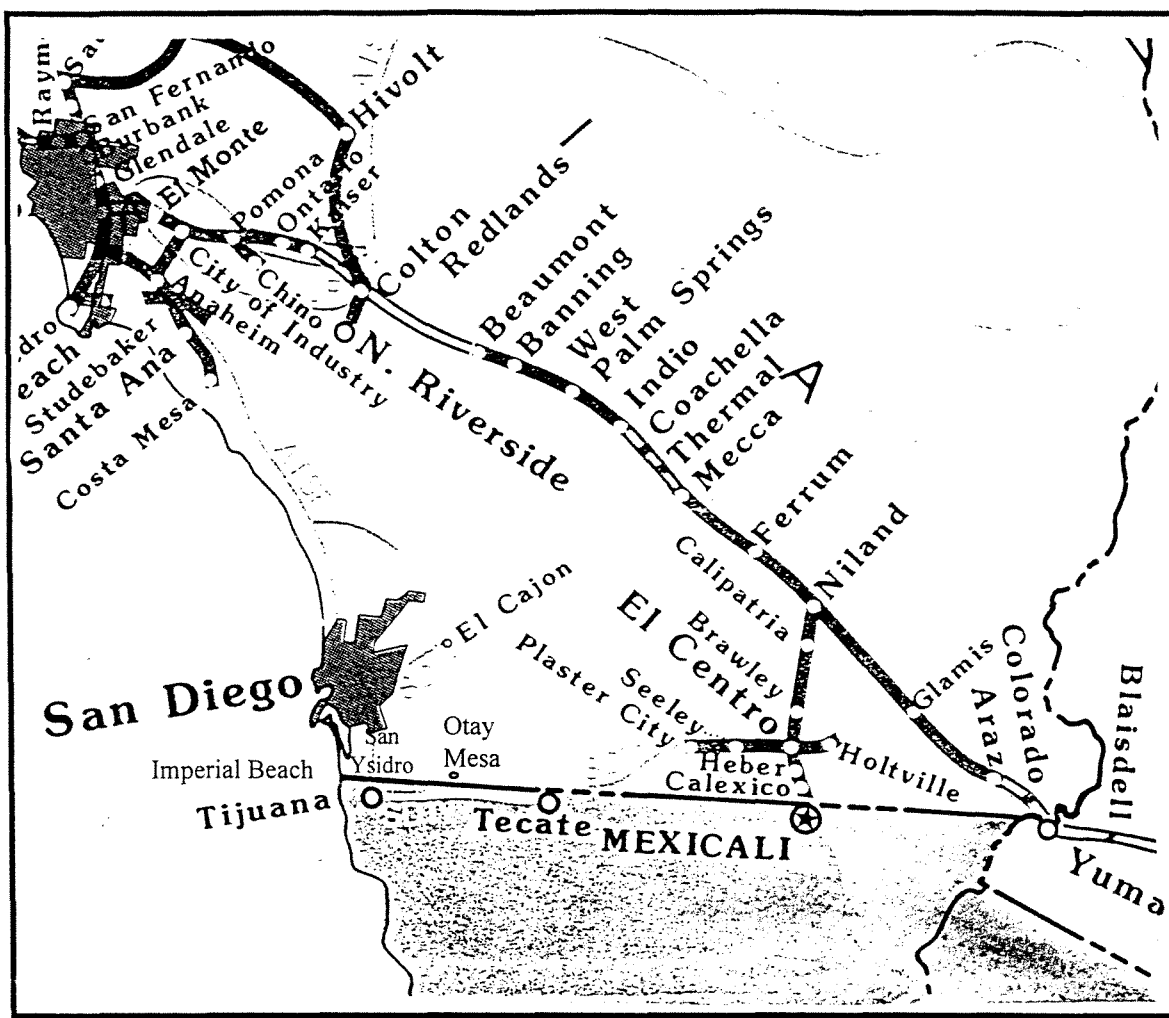 Raym
San Fernando
Burbank
Glendale
El Monte
Hivolt
Pomona
Kaiser
Colton
Redlands
Beaumont
Banning
West
Palm Springs
Indio
Coachella
Thermal
Mecca
A
City of Industry
Anaheim
Chino
N. Riverside
dro
each
Studebaker
Santa Ana
Costa Mesa
Ferrum
Niland
Calipatria
Brawley
El Centro
Seeley
Plaster City
El Cajon
San Diego
Glamis
Colorado
Araz
Blaisdell
San
Ysidro
Otay
Mesa
Imperial Beach
Heber
Calexico
Holtville
Tijuana
Tecate
MEXICALI
Yuma